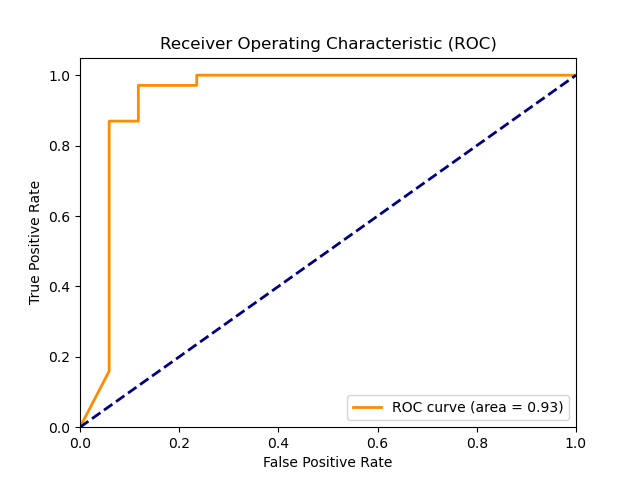 Receiver Operating Characteristic (ROC)
1.0
0.8
0.6
0.4
0.2
0.0
True Positive Rate
ROC curve (area = 0.93)
0.0 0.2 0.4 0.6 0.8 1.0
False Positive Rate